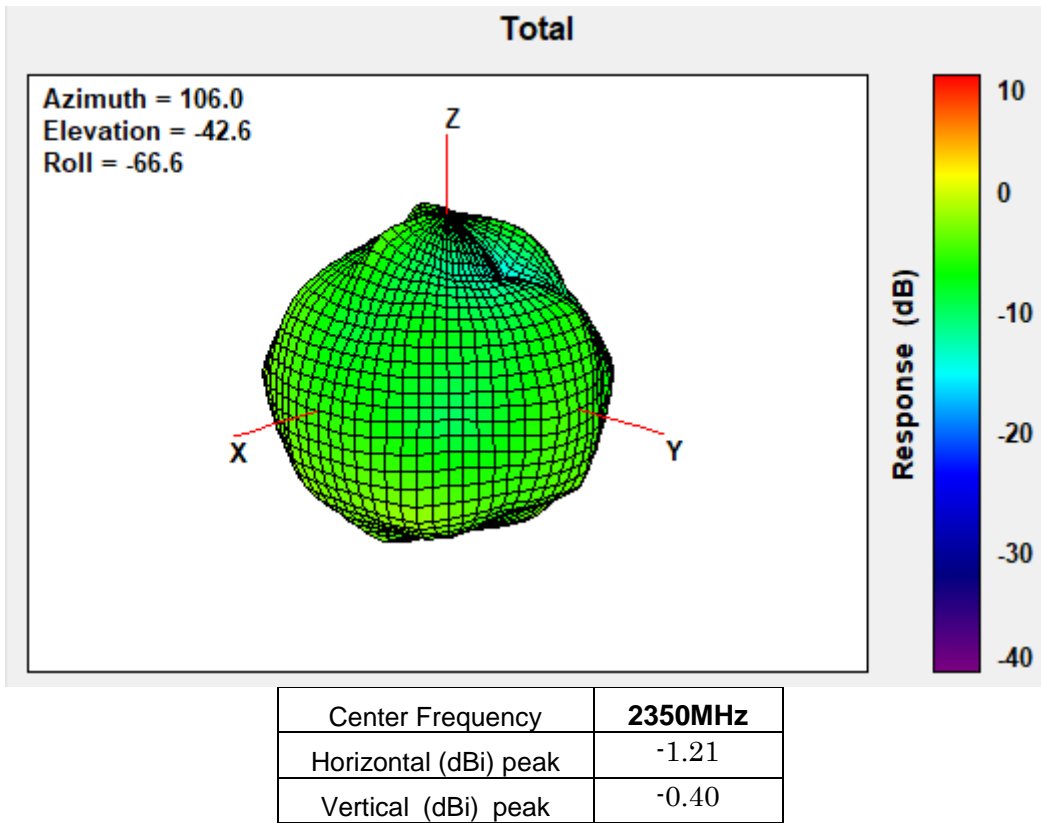 Total
Azimuth = 106.0
Elevation = -42.6
Roll = -66.6
Z
X
Y
10
0
-10
-20
-30
-40
Response (dB)
Center Frequency 2350MHz
Horizontal (dBi) peak -1.21
Vertical (dBi) peak -0.40